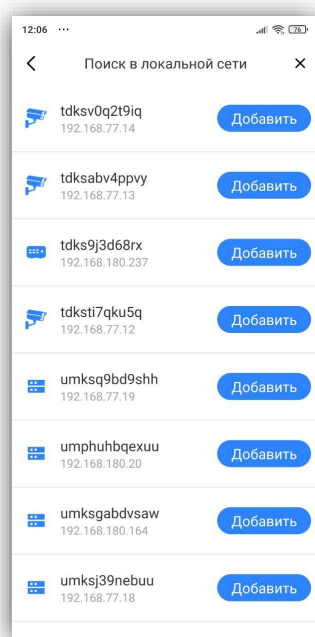 12:06 ...
76
Поиск в локальной сети
tdksv0q2t9iq
Добавить
192.168.77.14
tdksabv4ppvy
Добавить
192.168.77.13
tdks9j3d68rx
Добавить
192.168.180.237
tdksti7qku5q
Добавить
192.168.77.12
umksq9bd9shh
Добавить
192.168.77.19
umphuhbqexuu
Добавить
192.168.180.20
umksgabdvsaw
Добавить
192.168.180.164
umksj39nebuu
Добавить
192.168.77.18